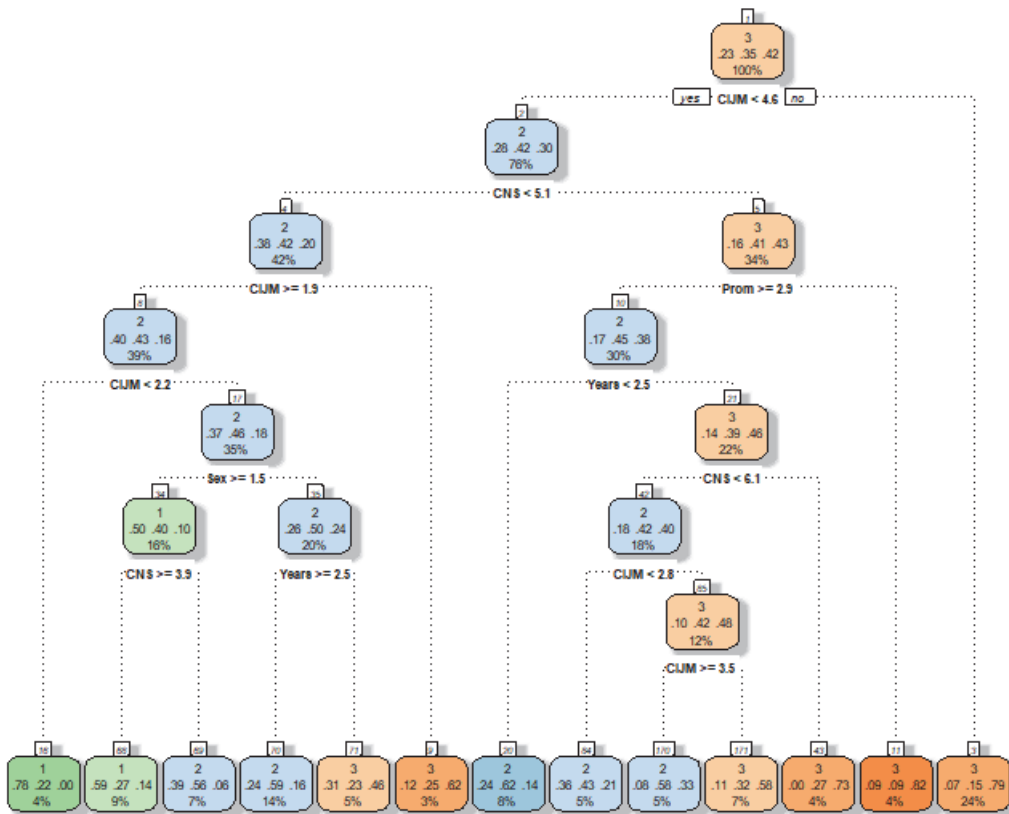 1
3
.23 .35 .42
100%
yes CIJM < 4.6 no
2
2
.28 .42 .30
76%
CNS < 5.1
4
2
.38 .42 .20
42%
CIJM >= 1.9
5
3
.16 .41 .43
34%
Prom >= 2.9
8
2
.40 .43 .16
39%
CIJM < 2.2
10
2
.17 .45 .38
30%
Years < 2.5
17
2
.37 .46 .18
35%
Sex >= 1.5
21
3
.14 .39 .46
22%
CNS < 6.1
34
1
.50 .40 .10
16%
CNS >= 3.9
35
2
.26 .50 .24
20%
Years >= 2.5
42
2
.18 .42 .40
18%
CIJM < 2.8
85
3
.10 .42 .48
12%
CIJM >= 3.5
16
1
.78 .22 .00
4%
68
1
.59 .27 .14
9%
69
2
.39 .56 .06
7%
70
2
.24 .59 .16
14%
71
3
.31 .23 .46
5%
9
3
.12 .25 .62
3%
20
2
.24 .62 .14
8%
84
2
.36 .43 .21
5%
170
2
.08 .58 .33
5%
171
3
.11 .32 .58
7%
43
3
.00 .27 .73
4%
11
3
.09 .09 .82
4%
3
3
.07 .15 .79
24%